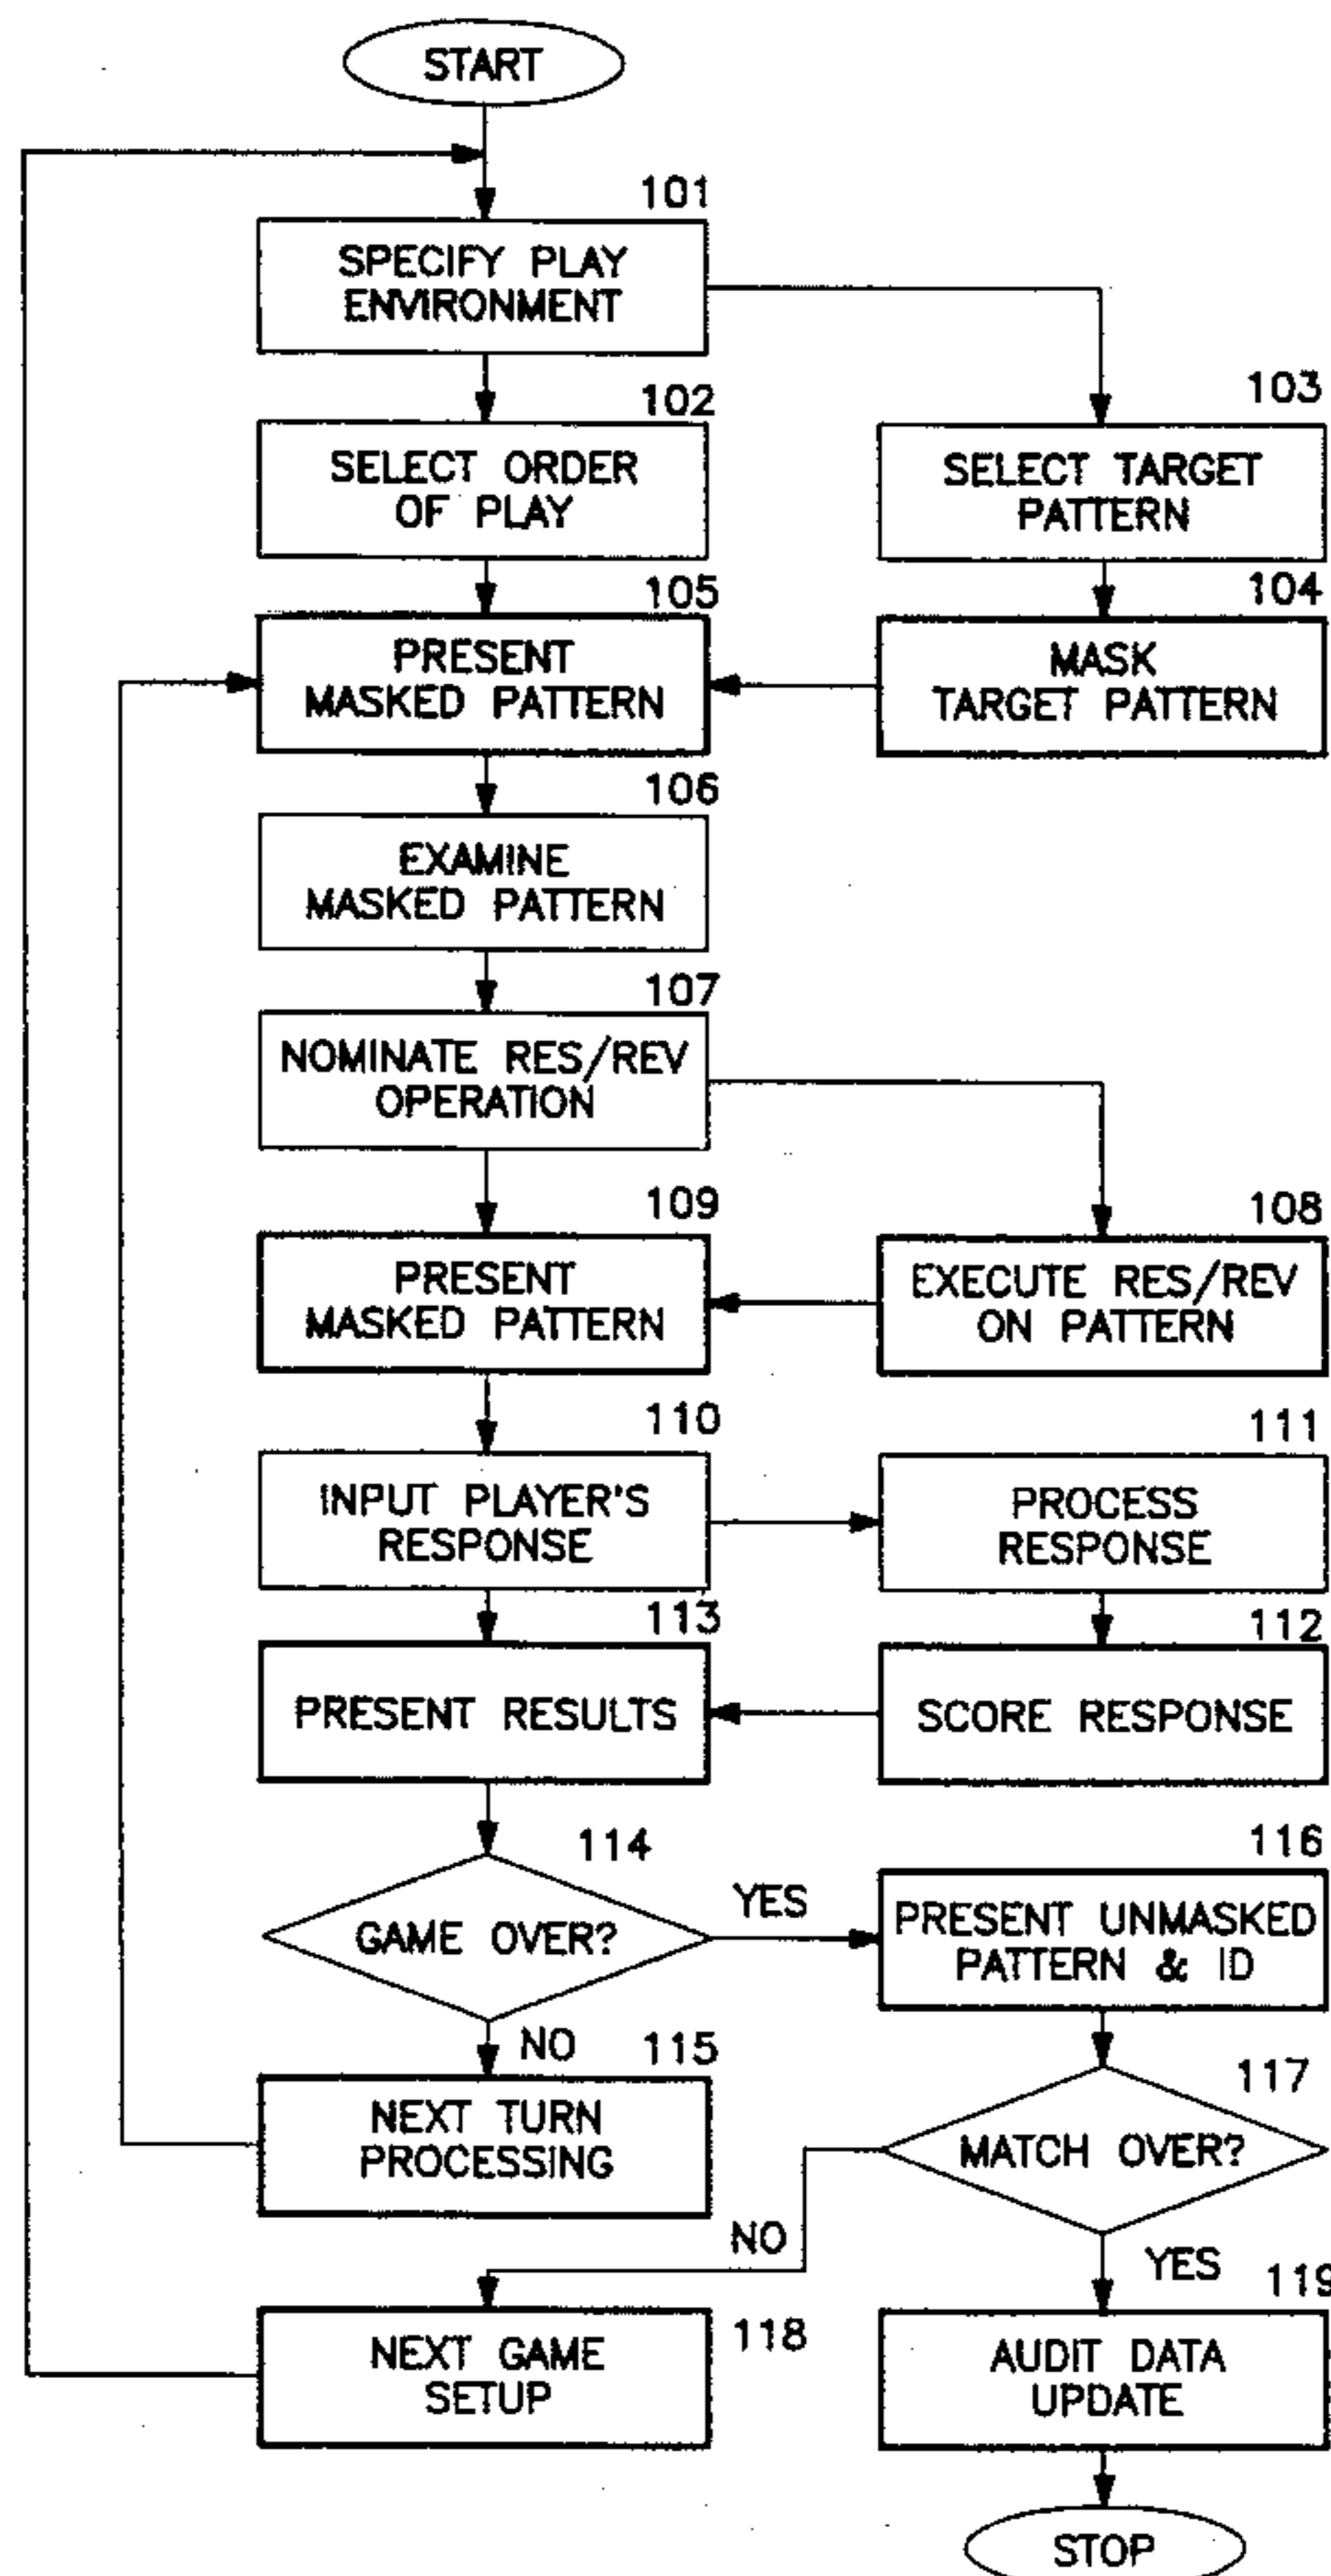 START
101
SPECIFY PLAY
ENVIRONMENT
102
SELECT ORDER
OF PLAY
103
SELECT TARGET
PATTERN
104
MASK
TARGET PATTERN
105
PRESENT
MASKED PATTERN
106
EXAMINE
MASKED PATTERN
107
NOMINATE RES/REV
OPERATION
108
EXECUTE RES/REV
ON PATTERN
109
PRESENT
MASKED PATTERN
110
INPUT PLAYER'S
RESPONSE
111
PROCESS
RESPONSE
112
SCORE RESPONSE
113
PRESENT RESULTS
114
GAME OVER?
YES
NO
115
NEXT TURN
PROCESSING
116
PRESENT UNMASKED
PATTERN & ID
117
MATCH OVER?
NO
YES
118
NEXT GAME
SETUP
119
AUDIT DATA
UPDATE
STOP